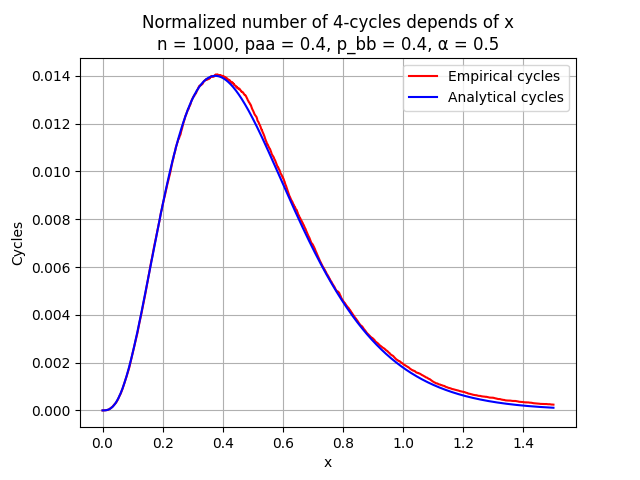 Normalized number of 4-cycles depends of x
n = 1000, paa = 0.4, p_bb = 0.4, α = 0.5
Empirical cycles
Analytical cycles
Cycles
0.014
0.012
0.010
0.008
0.006
0.004
0.002
0.000
0.0 0.2 0.4 0.6 0.8 1.0 1.2 1.4
x